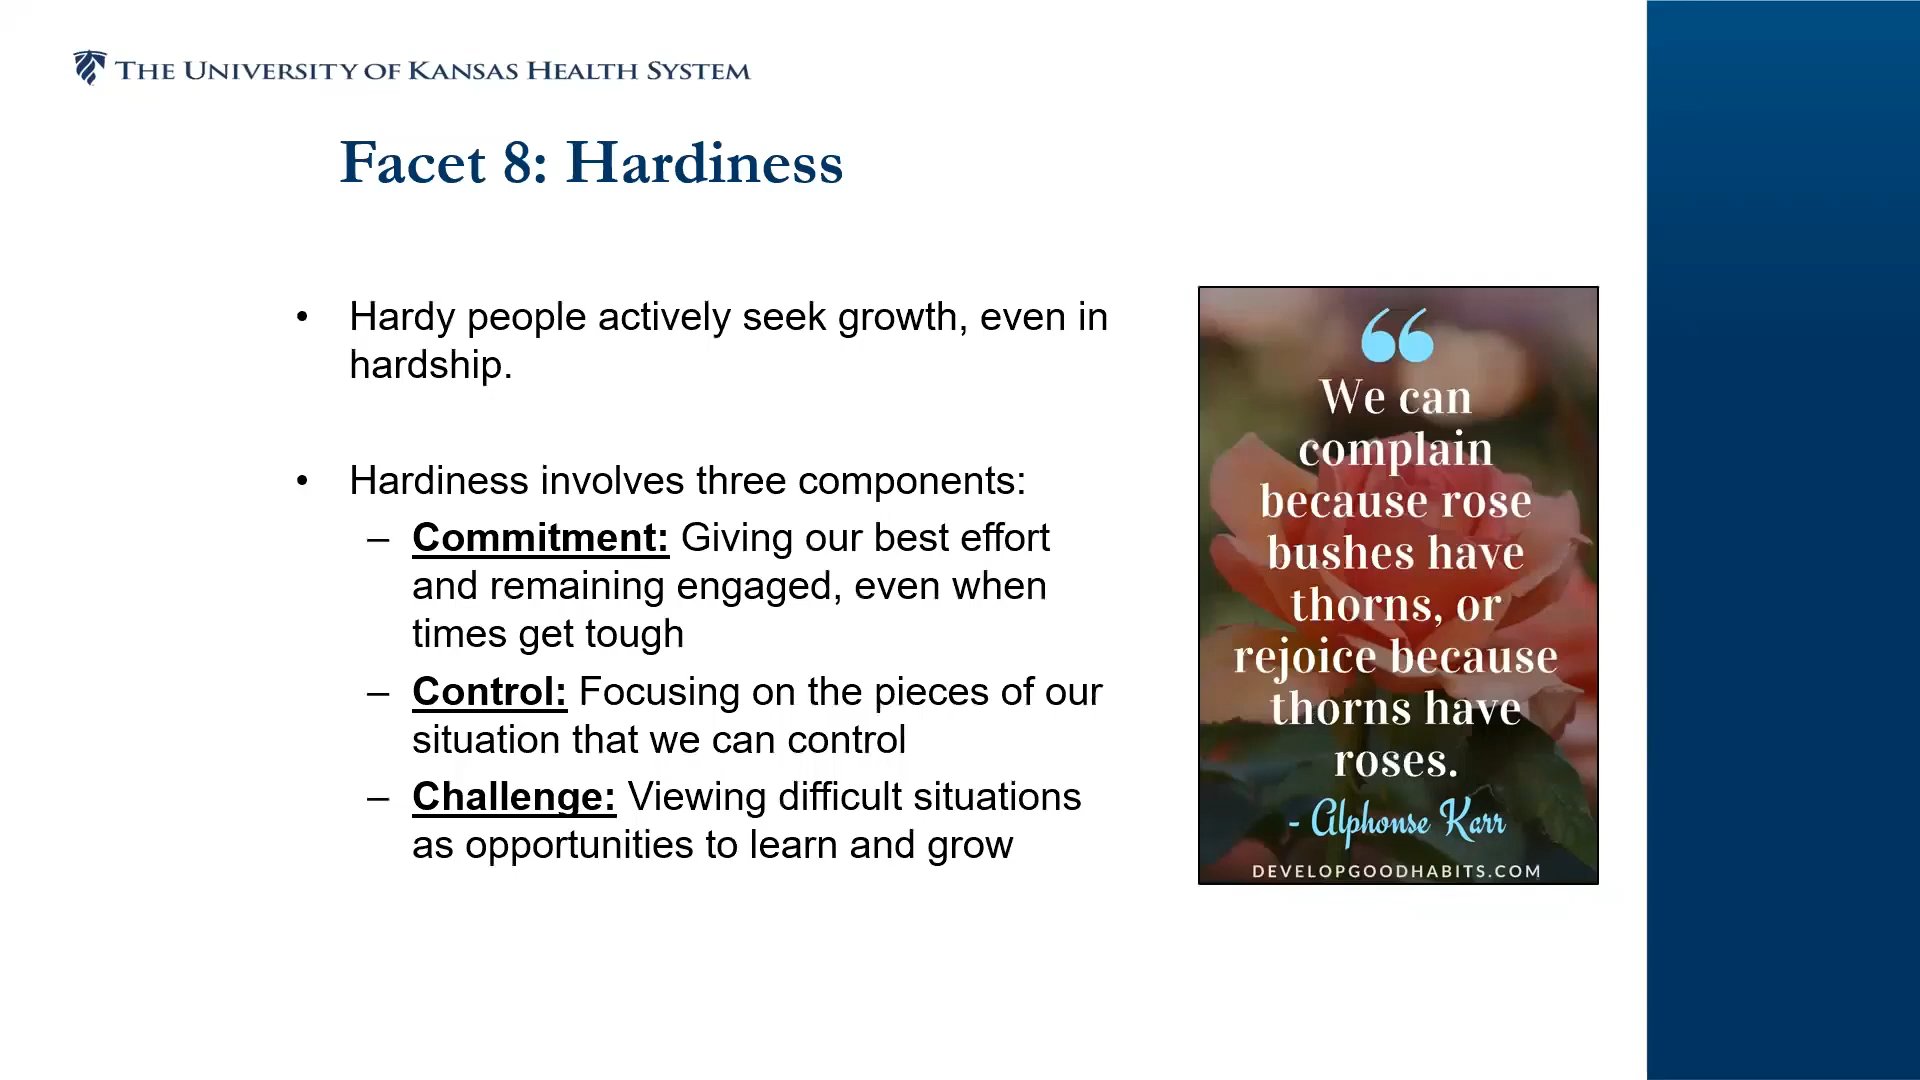 THE UNIVERSITY OF KANSAS HEALTH SYSTEM
Facet 8: Hardiness
• Hardy people actively seek growth, even in
hardship.
• Hardiness involves three components:
– Commitment: Giving our best effort
and remaining engaged, even when
times get tough
– Control: Focusing on the pieces of our
situation that we can control
– Challenge: Viewing difficult situations
as opportunities to learn and grow
“
We can
complain
because rose
bushes have
thorns, or
rejoice because
thorns have
roses.
- Alphonse Karr
DEVELOPGOODHABITS.COM